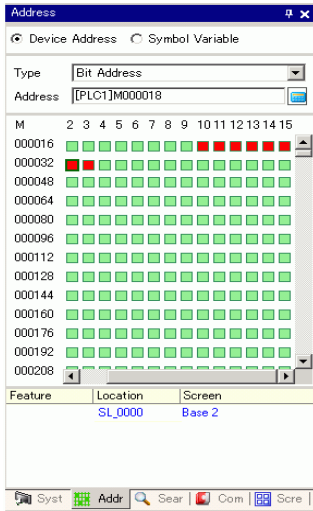 Address
Device Address Symbol Variable
Type Bit Address
Address [PLC1]M000018
M 2 3 4 5 6 7 8 9 10 11 12 13 14 15
000016
000032
000048
000064
000080
000096
000112
000128
000144
000160
000176
000192
000208
Feature Location Screen
SL_0000 Base 2
Syst Addr Sear Com Scre